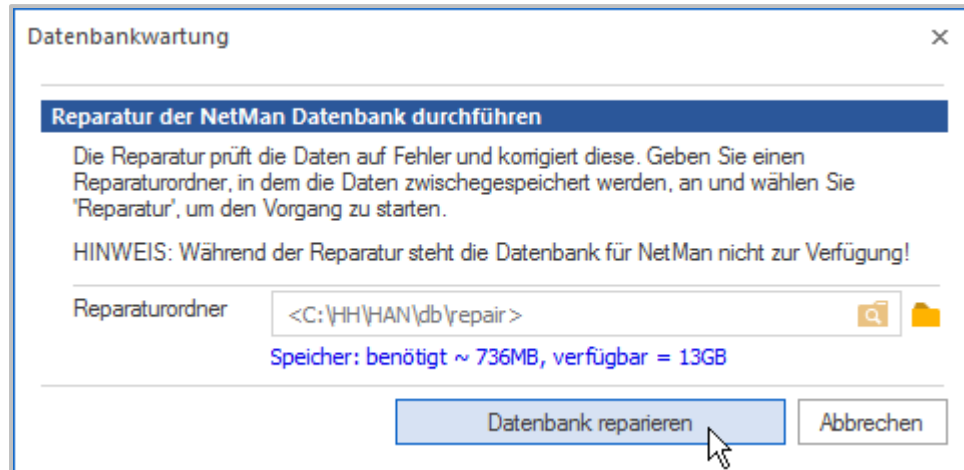 Datenbankwartung
Reparatur der NetMan Datenbank durchführen
Die Reparatur prüft die Daten auf Fehler und korrigiert diese. Geben Sie einen
Reparaturordner, in dem die Daten zwischegespeichert werden, an und wählen Sie
'Reparatur', um den Vorgang zu starten.
HINWEIS: Während der Reparatur steht die Datenbank für NetMan nicht zur Verfügung!
Reparaturordner
<C:\HH\HAN\db\repair>
Speicher: benötigt ~ 736MB, verfügbar = 13GB
Datenbank reparieren
Abbrechen